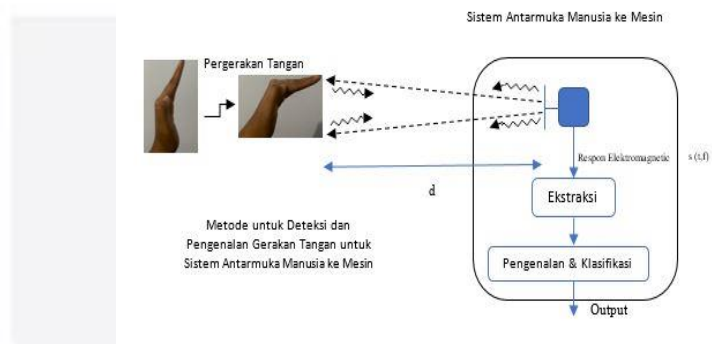 Sistem Antarmuka Manusia ke Mesin
Pergerakan Tangan
Respon Elektromagnetic s (t,f)
d
Ekstraksi
Metode untuk Deteksi dan
Pengenalan Gerakan Tangan untuk
Sistem Antarmuka Manusia ke Mesin
Pengenalan & Klasifikasi
Output